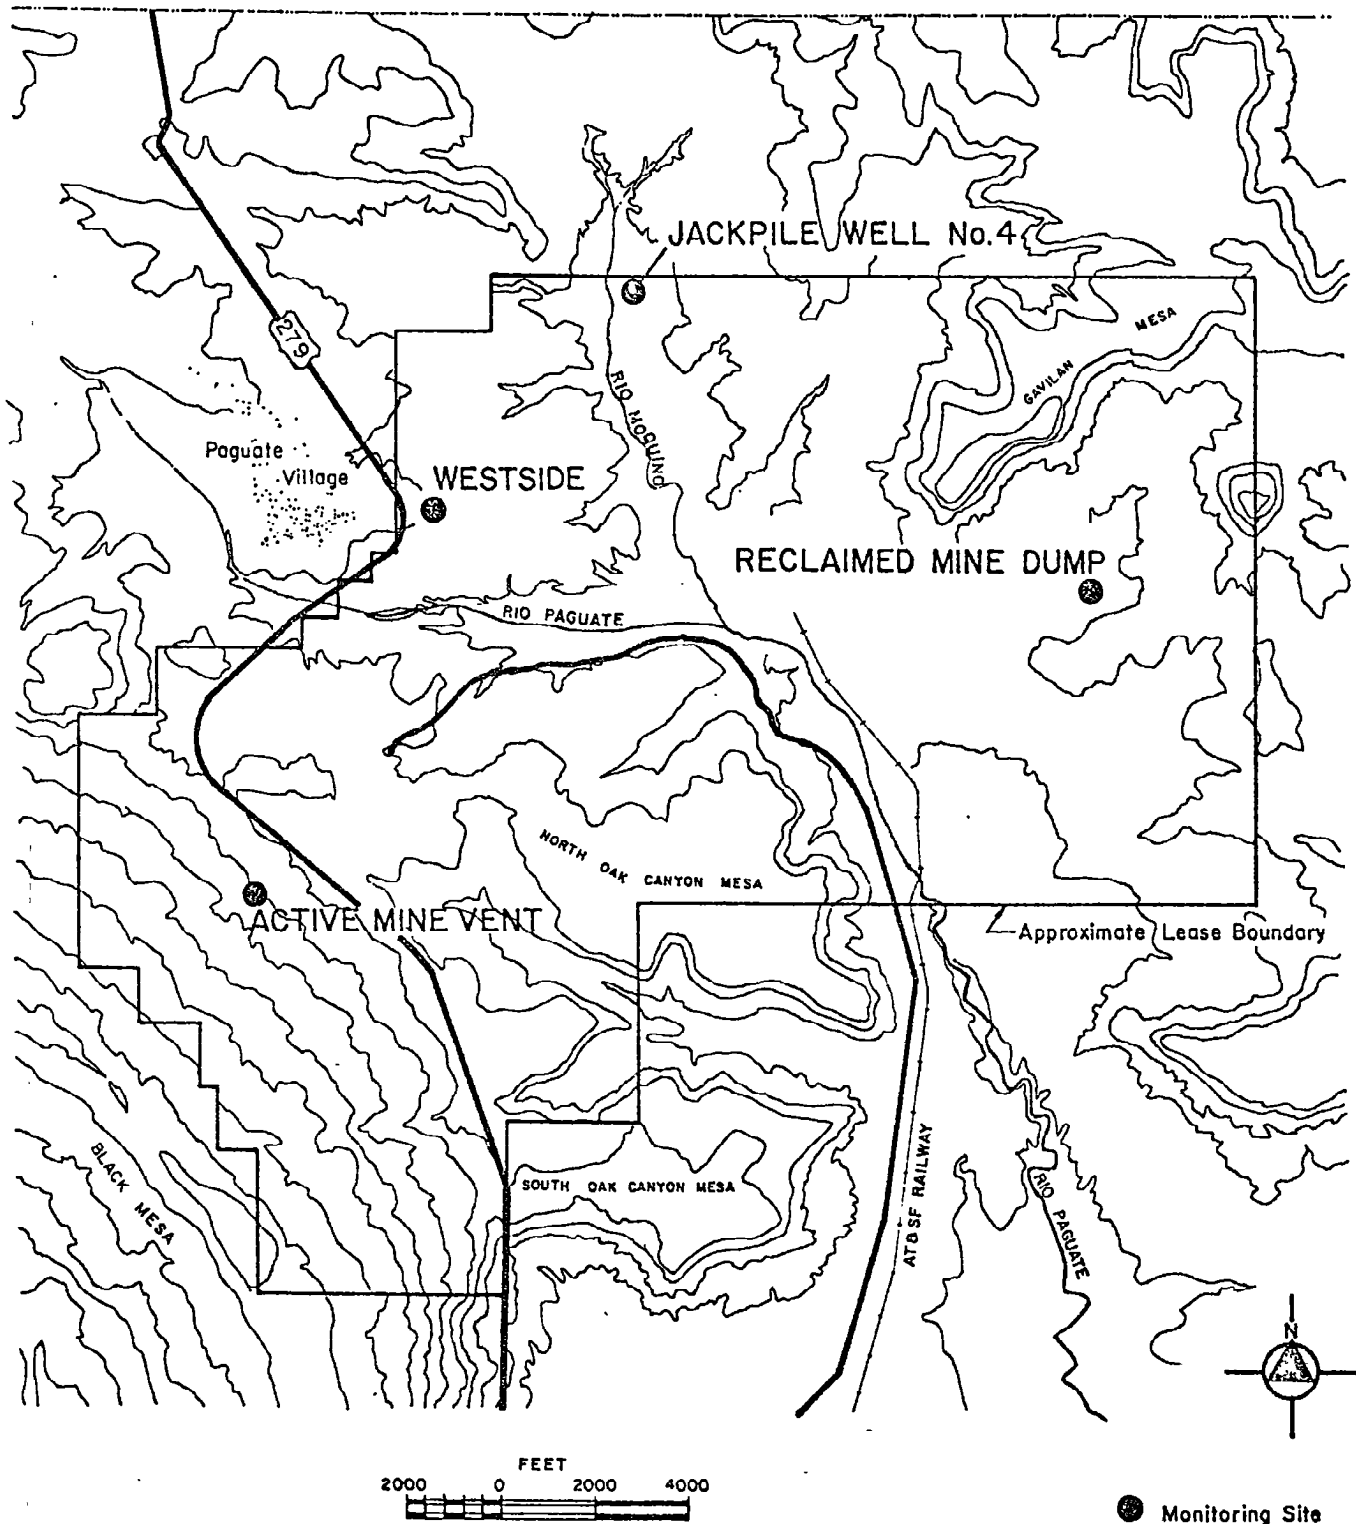 JACKPILE WELL No.4
279
MESA
GAVILAN
RIO MOQUINO
Paguate
Village
WESTSIDE
RECLAIMED MINE DUMP
RIO PAGUATE
NORTH OAK CANYON MESA
ACTIVE MINE VENT
Approximate Lease Boundary
BLACK MESA
SOUTH OAK CANYON MESA
AT&SF RAILWAY
RIO PAGUATE
N
FEET
2000 0 2000 4000
Monitoring Site